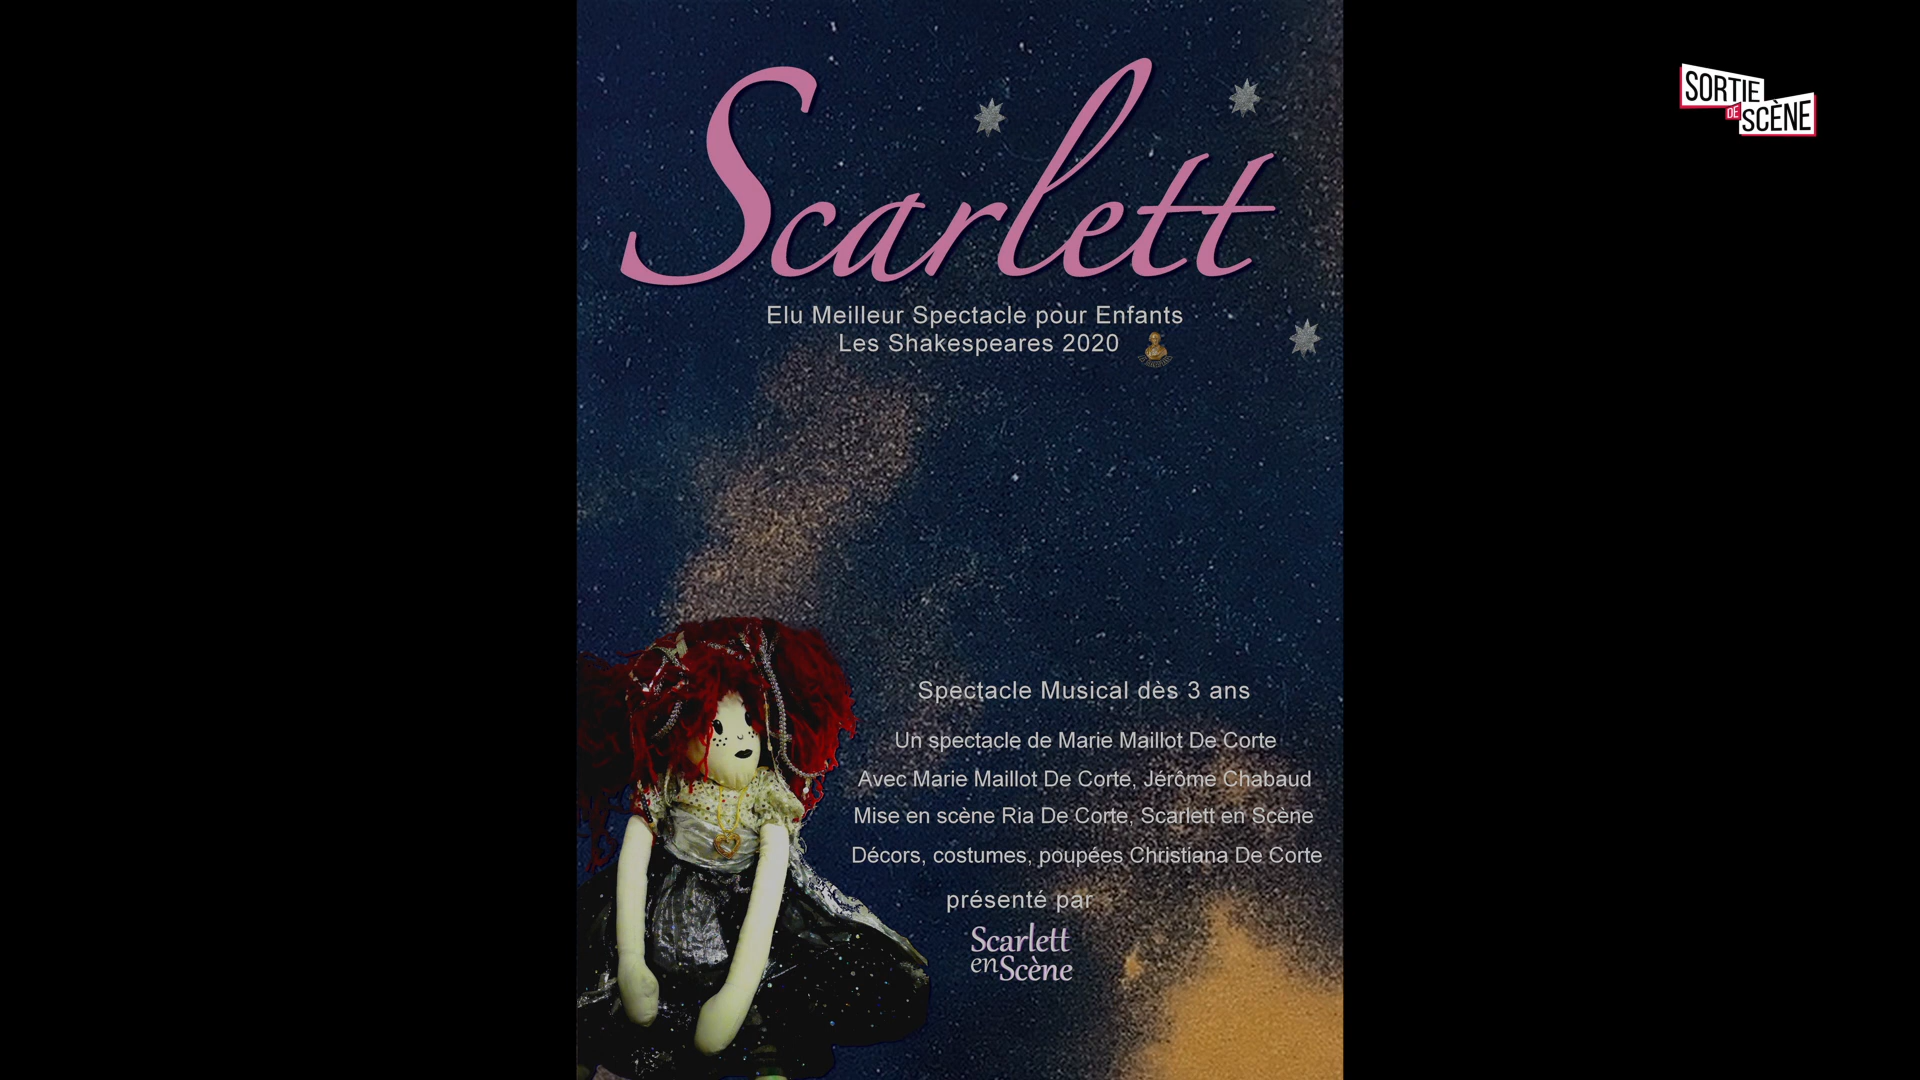 Scarlett
Elu Meilleur Spectacle pour Enfants
Les Shakespeares 2020
Spectacle Musical dès 3 ans
Un spectacle de Marie Maillot De Corte
Avec Marie Maillot De Corte, Jérôme Chabaud
Mise en scène Ria De Corte, Scarlett en Scène
Décors, costumes, poupées Christiana De Corte
présenté par
Scarlett
en Scène
SORTIE
DE
SCÈNE